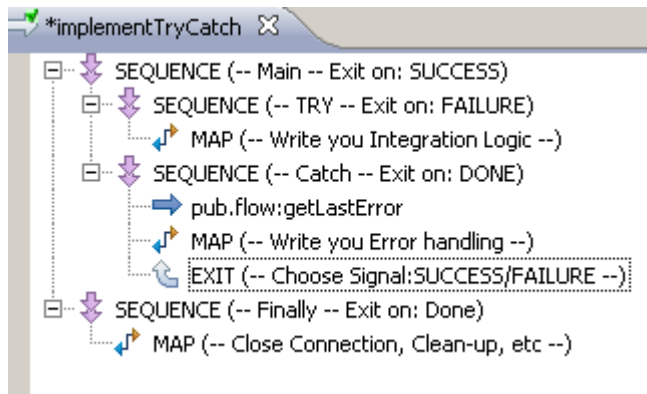 *implementTryCatch
SEQUENCE (-- Main -- Exit on: SUCCESS)
SEQUENCE (-- TRY -- Exit on: FAILURE)
MAP (-- Write you Integration Logic --)
SEQUENCE (-- Catch -- Exit on: DONE)
pub.flow:getLastError
MAP (-- Write you Error handling --)
EXIT (-- Choose Signal:SUCCESS/FAILURE --)
SEQUENCE (-- Finally -- Exit on: Done)
MAP (-- Close Connection, Clean-up, etc --)